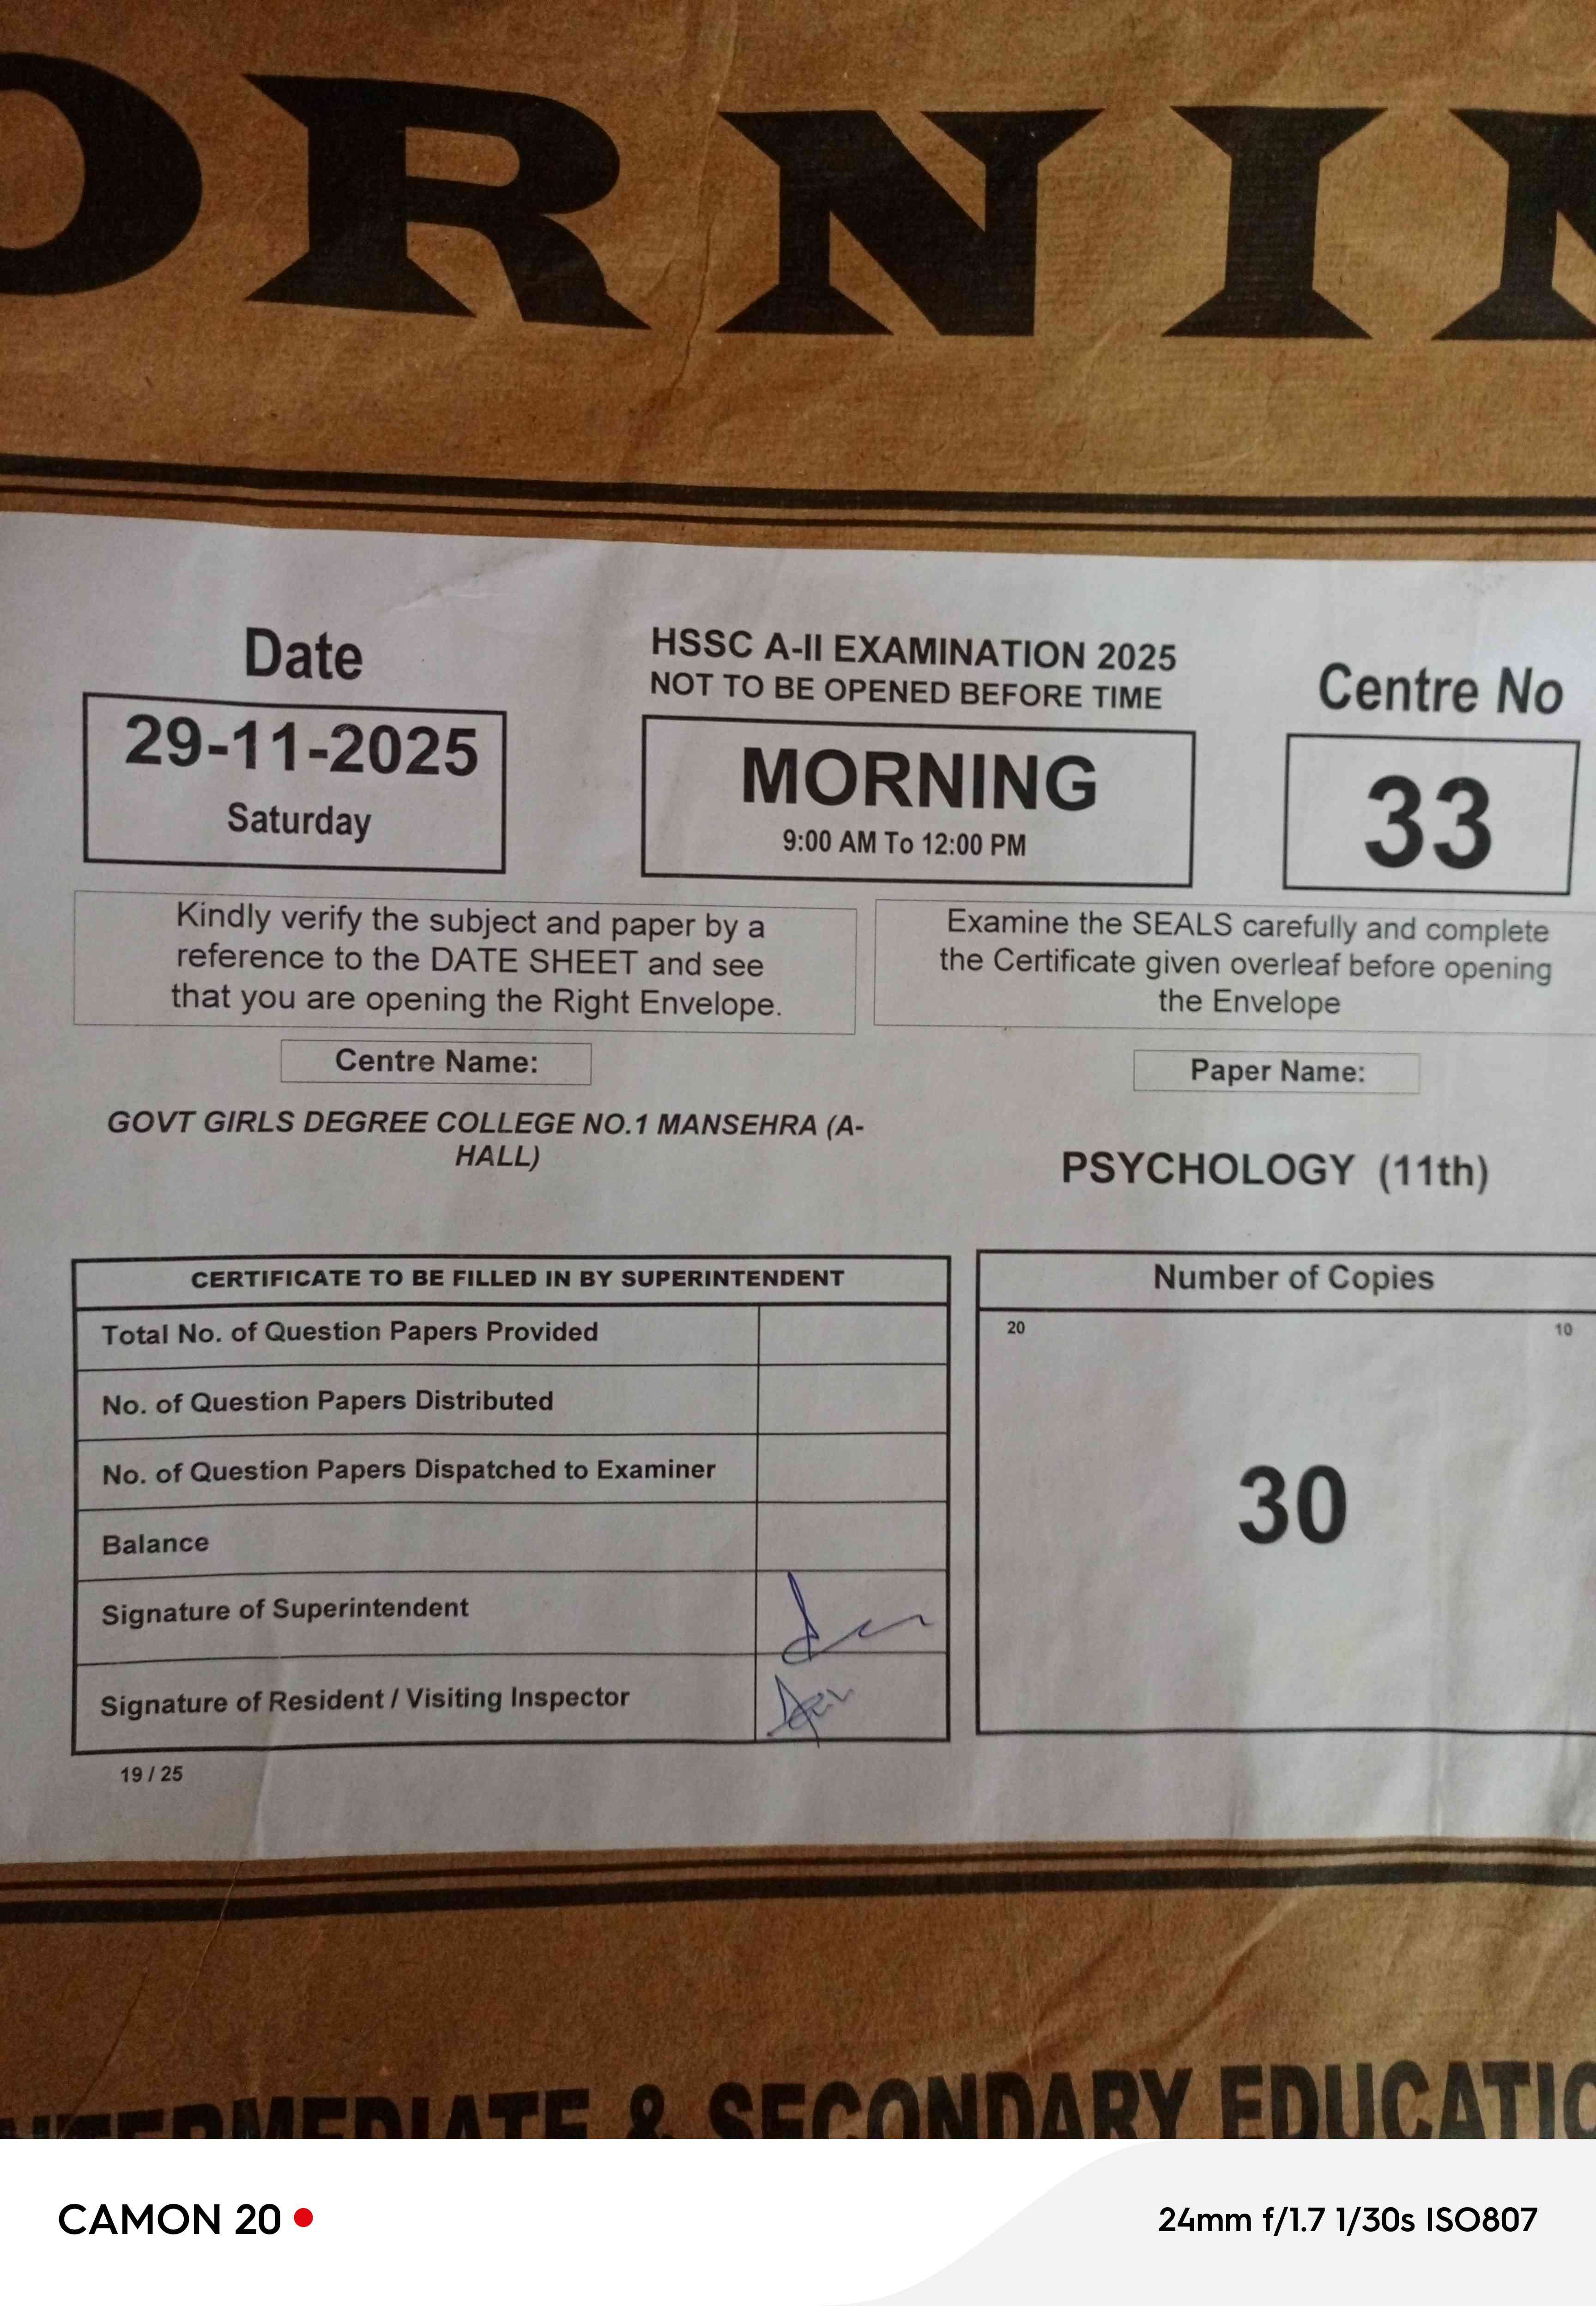 ORNIN
Date
HSSC A-II EXAMINATION 2025
NOT TO BE OPENED BEFORE TIME
Centre No
29-11-2025
Saturday
MORNING
9:00 AM To 12:00 PM
33
Kindly verify the subject and paper by a
reference to the DATE SHEET and see
that you are opening the Right Envelope.
Examine the SEALS carefully and complete
the Certificate given overleaf before opening
the Envelope
Centre Name:
Paper Name:
GOVT GIRLS DEGREE COLLEGE NO.1 MANSEHRA (A-
HALL)
PSYCHOLOGY (11th)
CERTIFICATE TO BE FILLED IN BY SUPERINTENDENT
Total No. of Question Papers Provided
No. of Question Papers Distributed
No. of Question Papers Dispatched to Examiner
Balance
Signature of Superintendent
Signature of Resident / Visiting Inspector
Number of Copies
20 10
30
19 / 25
INTERMEDIATE & SECONDARY EDUCATIO
CAMON 20
24mm f/1.7 1/30s ISO807